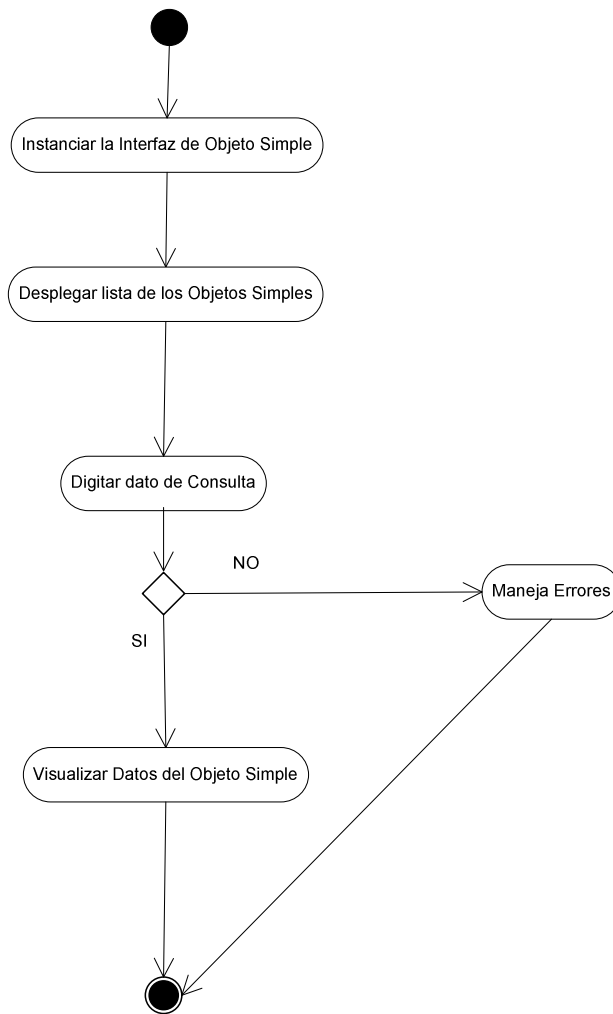 Instanciar la Interfaz de Objeto Simple
Desplegar lista de los Objetos Simples
Digitar dato de Consulta
NO
Maneja Errores
SI
Visualizar Datos del Objeto Simple